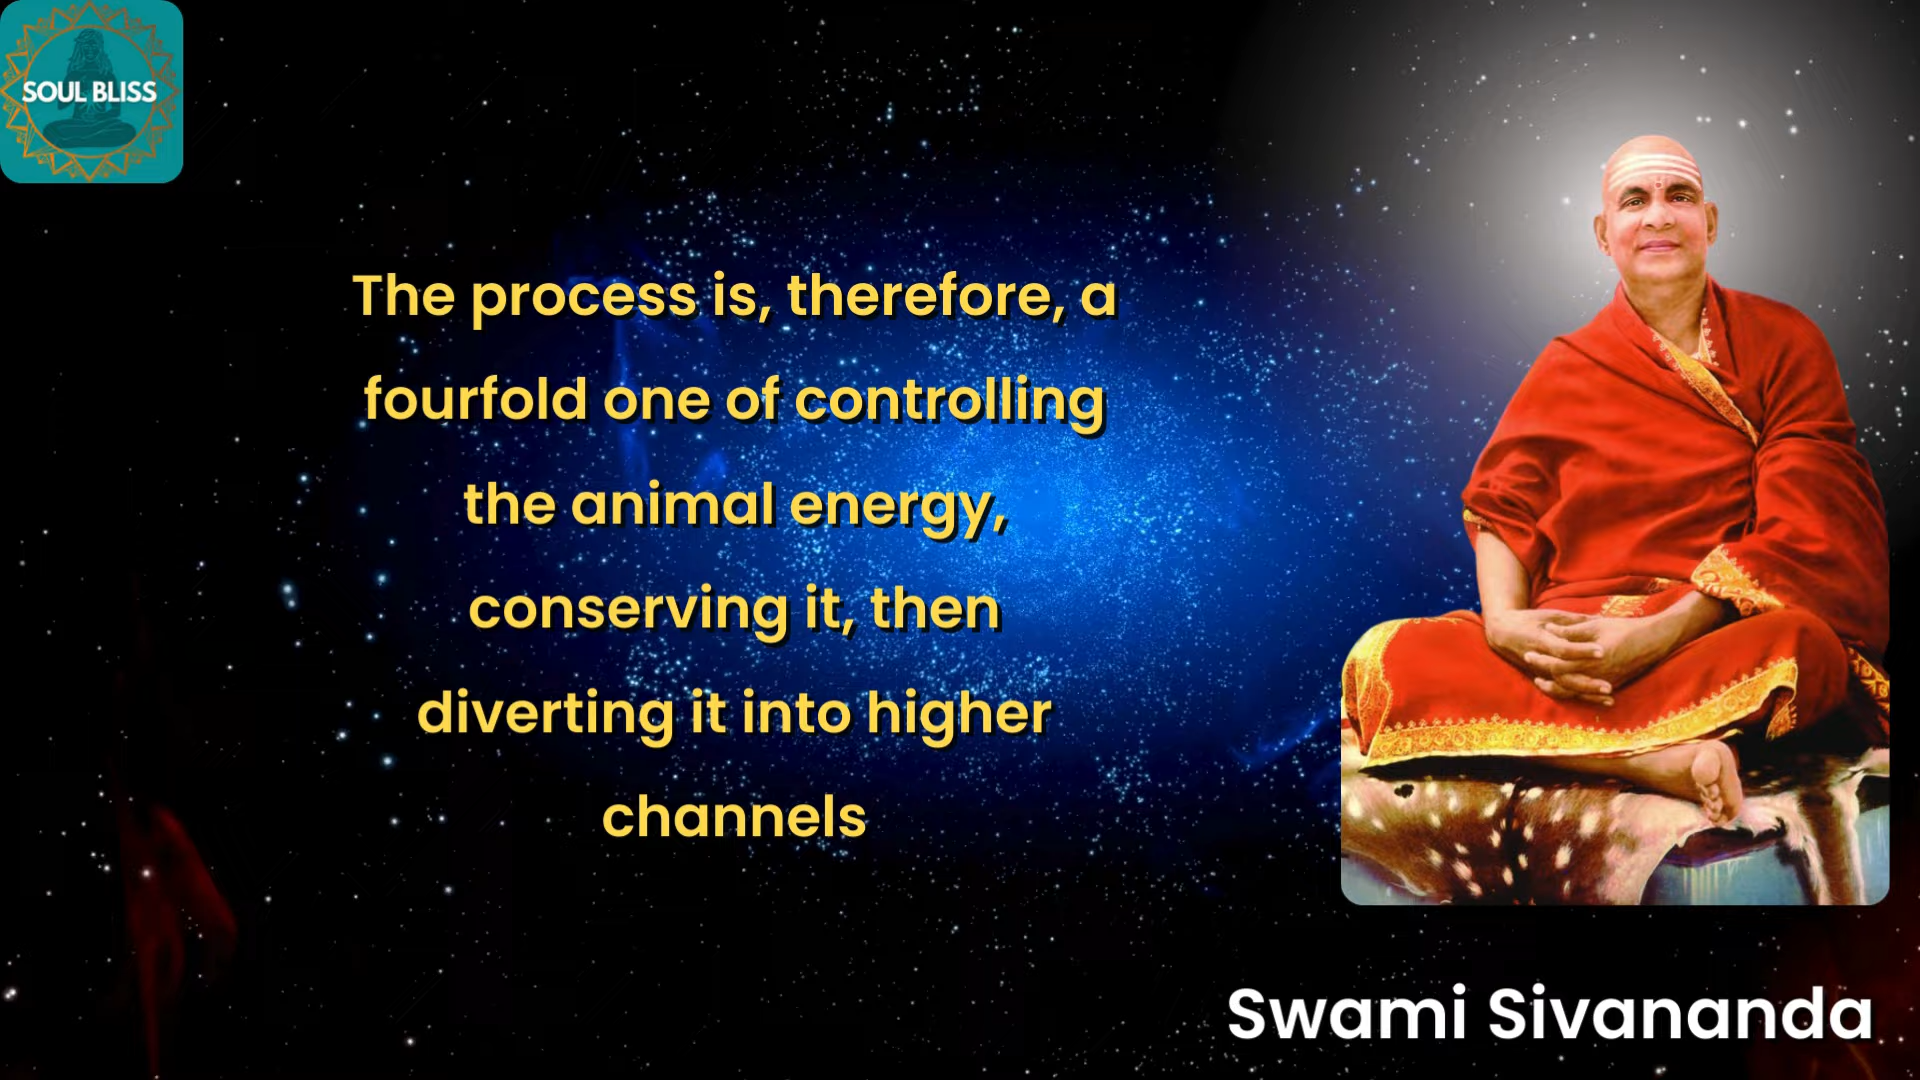 SOUL BLISS
The process is, therefore, a
fourfold one of controlling
the animal energy,
conserving it, then
diverting it into higher
channels
Swami Sivananda